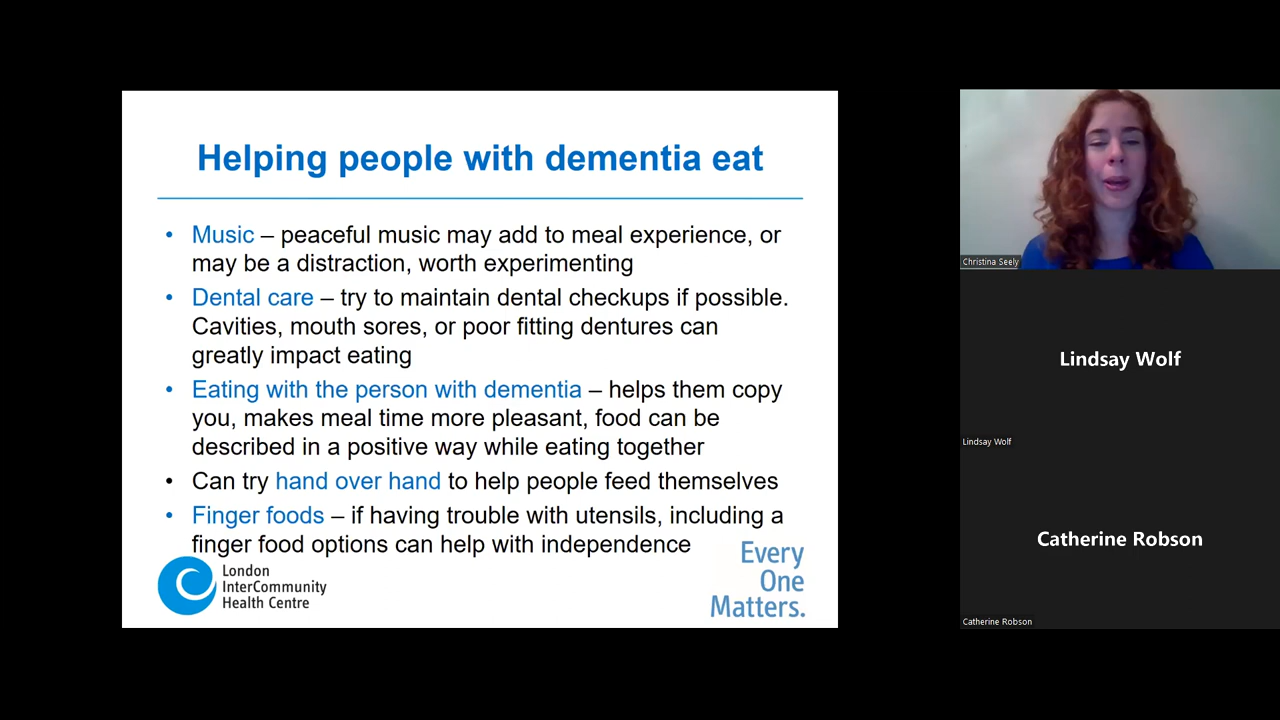 Helping people with dementia eat
• Music – peaceful music may add to meal experience, or
may be a distraction, worth experimenting
• Dental care – try to maintain dental checkups if possible.
Cavities, mouth sores, or poor fitting dentures can
greatly impact eating
• Eating with the person with dementia – helps them copy
you, makes meal time more pleasant, food can be
described in a positive way while eating together
• Can try hand over hand to help people feed themselves
• Finger foods – if having trouble with utensils, including a
finger food options can help with independence
London
InterCommunity
Health Centre
Every
One
Matters.
Christina Seely
Lindsay Wolf
Lindsay Wolf
Catherine Robson
Catherine Robson